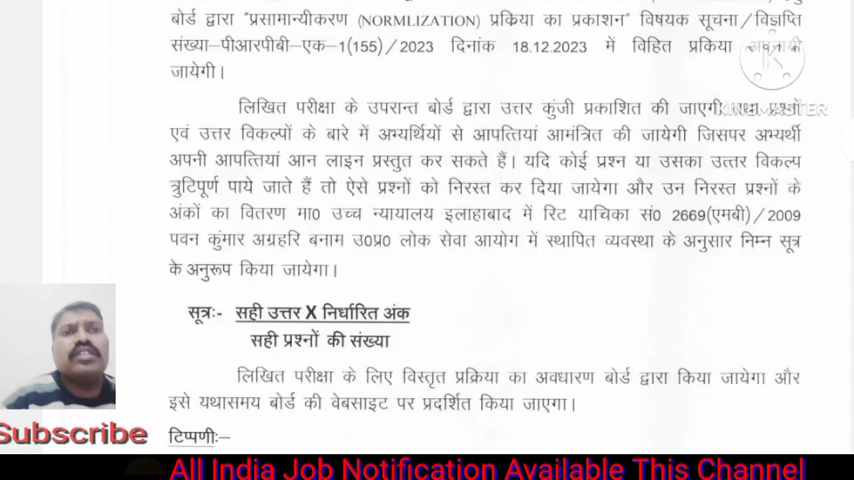 बोर्ड द्वारा "प्रसामान्यीकरण (NORMLIZATION) प्रक्रिया का प्रकाशन" विषयक सूचना/विज्ञप्ति
संख्या–पीआरपीबी–एक–1(155)/2023 दिनांक 18.12.2023 में विहित प्रकिया अपनायी
जायेगी।
KINEMASTER
लिखित परीक्षा के उपरान्त बोर्ड द्वारा उत्तर कुंजी प्रकाशित की जाएगी तथा प्रश्नों
एवं उत्तर विकल्पों के बारे में अभ्यर्थियों से आपत्तियां आमंत्रित की जायेगी जिसपर अभ्यर्थी
अपनी आपत्तियां आन लाइन प्रस्तुत कर सकते हैं। यदि कोई प्रश्न या उसका उत्तर विकल्प
त्रुटिपूर्ण पाये जाते हैं तो ऐसे प्रश्नों को निरस्त कर दिया जायेगा और उन निरस्त प्रश्नों के
अंकों का वितरण मा0 उच्च न्यायालय इलाहाबाद में रिट याचिका सं0 2669(एमबी)/2009
पवन कुंमार अग्रहरि बनाम उ0प्र0 लोक सेवा आयोग में स्थापित व्यवस्था के अनुसार निम्न सूत्र
के अनुरूप किया जायेगा।
सूत्रः- सही उत्तर X निर्धारित अंक
सही प्रश्नों की संख्या
लिखित परीक्षा के लिए विस्तृत प्रक्रिया का अवधारण बोर्ड द्वारा किया जायेगा और
इसे यथासमय बोर्ड की वेबसाइट पर प्रदर्शित किया जाएगा।
Subscribe
टिप्पणीः–
All India Job Notification Available This Channel